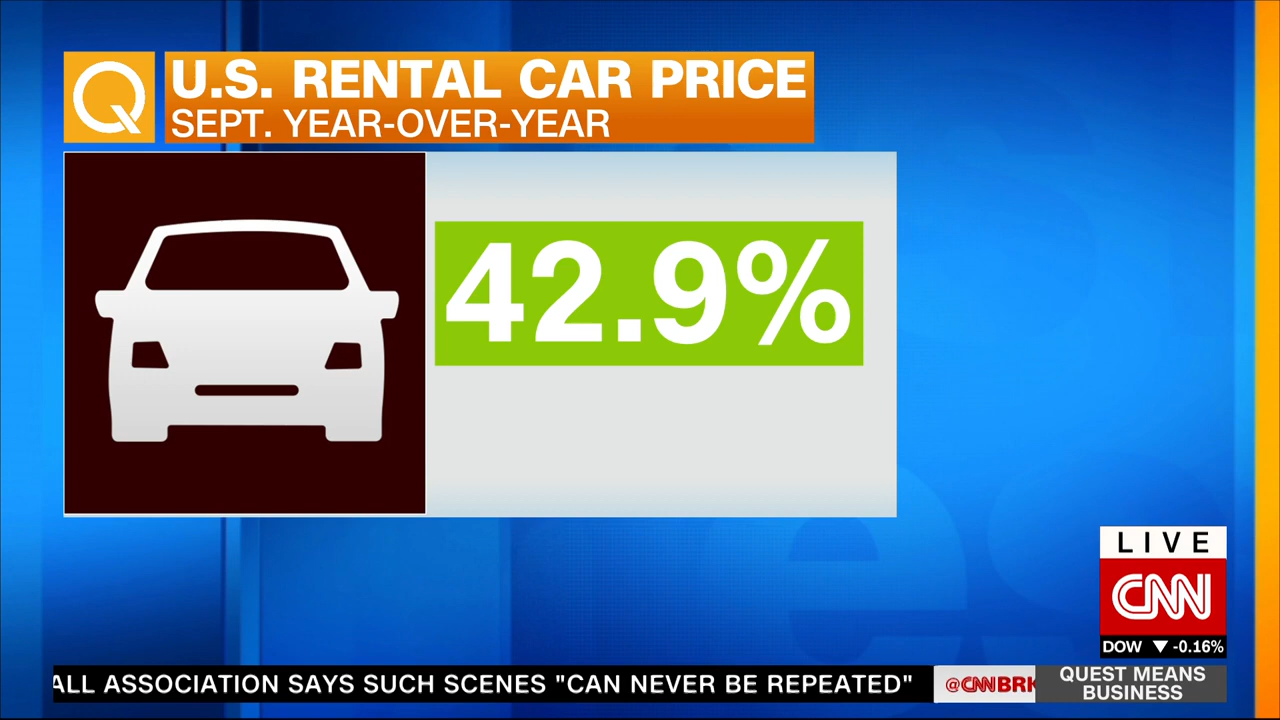 Q
U.S. RENTAL CAR PRICE
SEPT. YEAR-OVER-YEAR
42.9%
LIVE
CNN
DOW ▼ -0.16%
ASSOCIATION SAYS SUCH SCENES "CAN NEVER BE REPEATED"
@CNNBRK
QUEST MEANS
BUSINESS